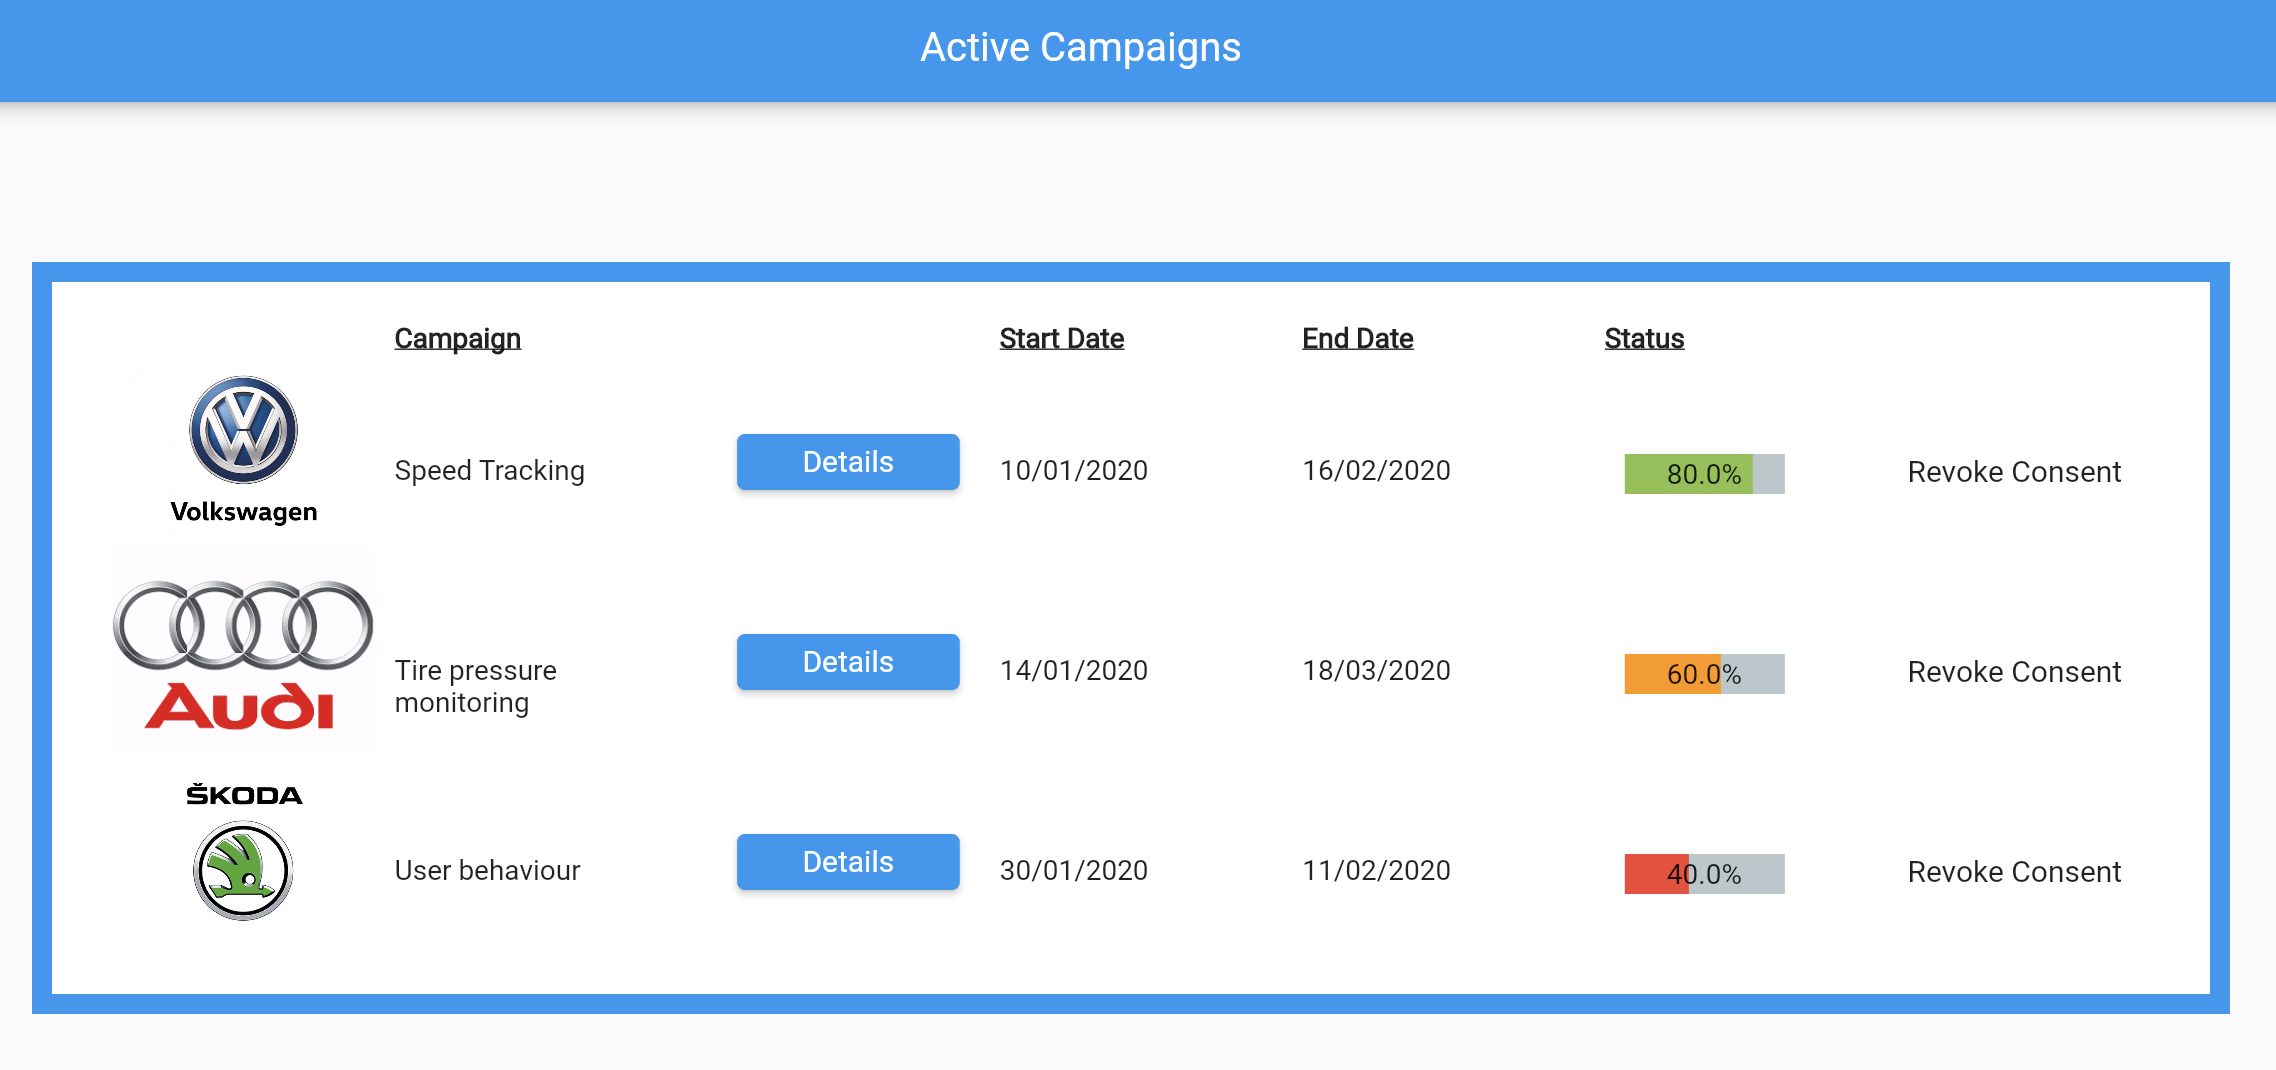 Active Campaigns
Campaign Start Date End Date Status
Volkswagen
Speed Tracking Details 10/01/2020 16/02/2020 80.0% Revoke Consent
Audi
Tire pressure
monitoring
Details 14/01/2020 18/03/2020 60.0% Revoke Consent
ŠKODA
User behaviour Details 30/01/2020 11/02/2020 40.0% Revoke Consent